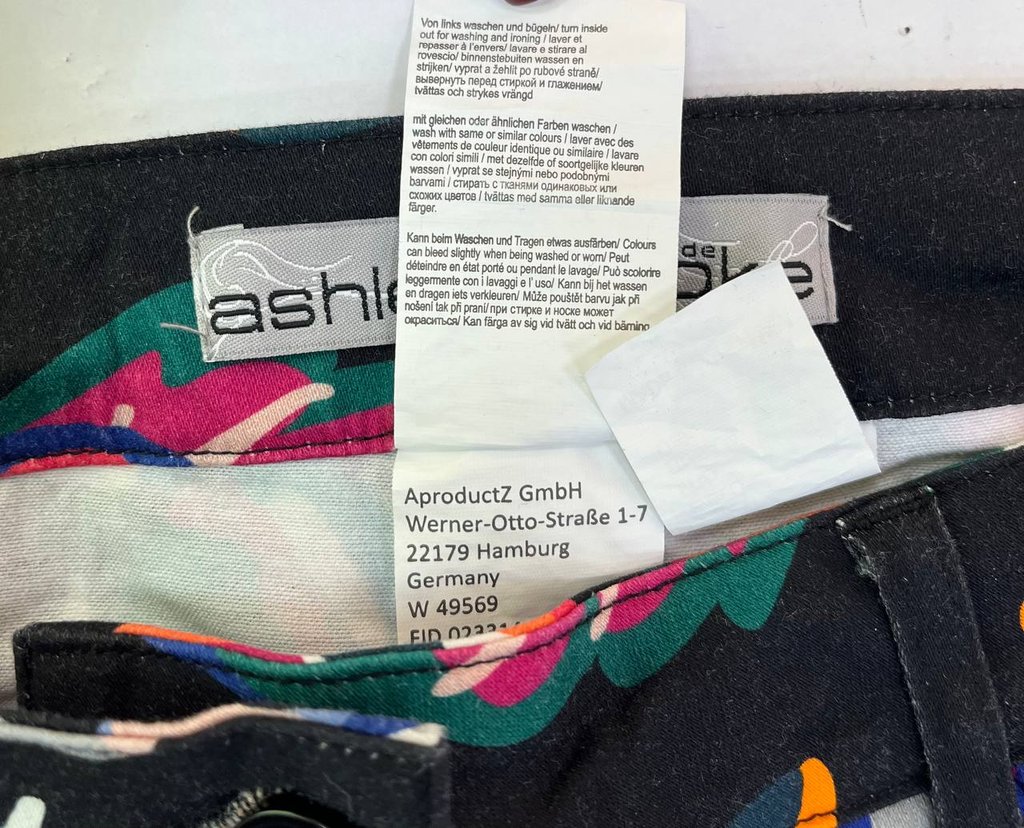 Von links waschen und bügeln/ turn inside
out for washing and ironing / laver et
repasser à l'envers/ lavare e stirare al
rovescio/ binnenstebuiten wassen en
strijken/ vyprat a žehlit po rubové straně/
вывернуть перед стиркой и глажением/
tvättas och strykes vrängd
mit gleichen oder ähnlichen Farben waschen /
wash with same or similar colours / laver avec des
vêtements de couleur identique ou similaire / lavare
con colori simili / met dezelfde of soortgelijke kleuren
wassen / vyprat se stejnými nebo podobnými
barvami / стирать с тканями одинаковых или
схожих цветов / tvättas med samma eller liknande
färger.
Kann beim Waschen und Tragen etwas ausfärben/ Colours
can bleed slightly when being washed or worn/ Peut
déteindre en état porté ou pendant le lavage/ Può scolorire
leggermente con i lavaggi e l' uso/ Kann bij het wassen
en dragen iets verkleuren/ Může pouštět barvu jak při
nošení tak při praní/ при стирке и носке может
окраситься/ Kan färga av sig vid tvätt och vid bärning
ashle
de
AproductZ GmbH
Werner-Otto-Straße 1-7
22179 Hamburg
Germany
W 49569